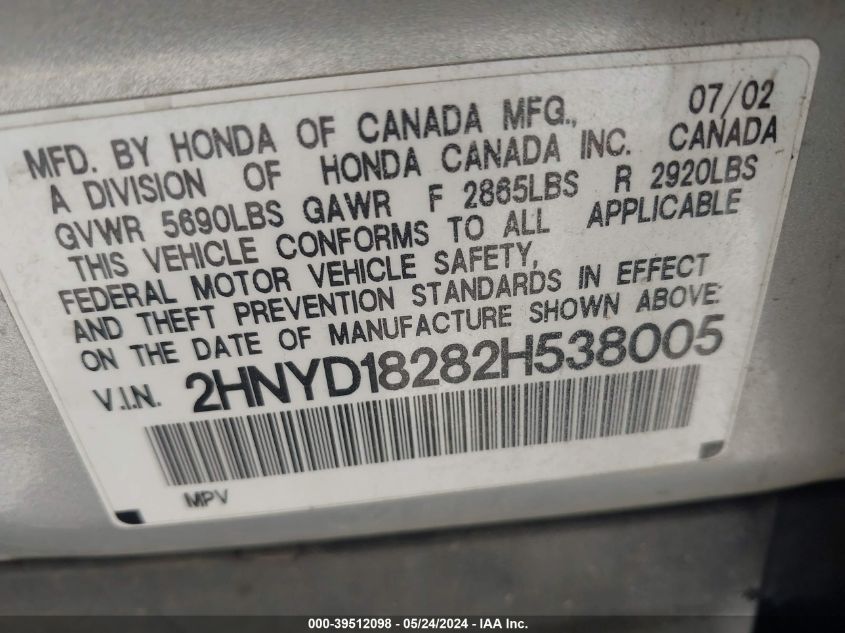 07/02
MFD. BY HONDA OF CANADA MFG.,
A DIVISION OF HONDA CANADA INC. CANADA
GVWR 5690LBS GAWR F 2865LBS R 2920LBS
THIS VEHICLE CONFORMS TO ALL APPLICABLE
FEDERAL MOTOR VEHICLE SAFETY,
AND THEFT PREVENTION STANDARDS IN EFFECT
ON THE DATE OF MANUFACTURE SHOWN ABOVE:
V.I.N. 2HNYD18282H538005
MPV
000-39512098 - 05/24/2024 - IAA Inc.